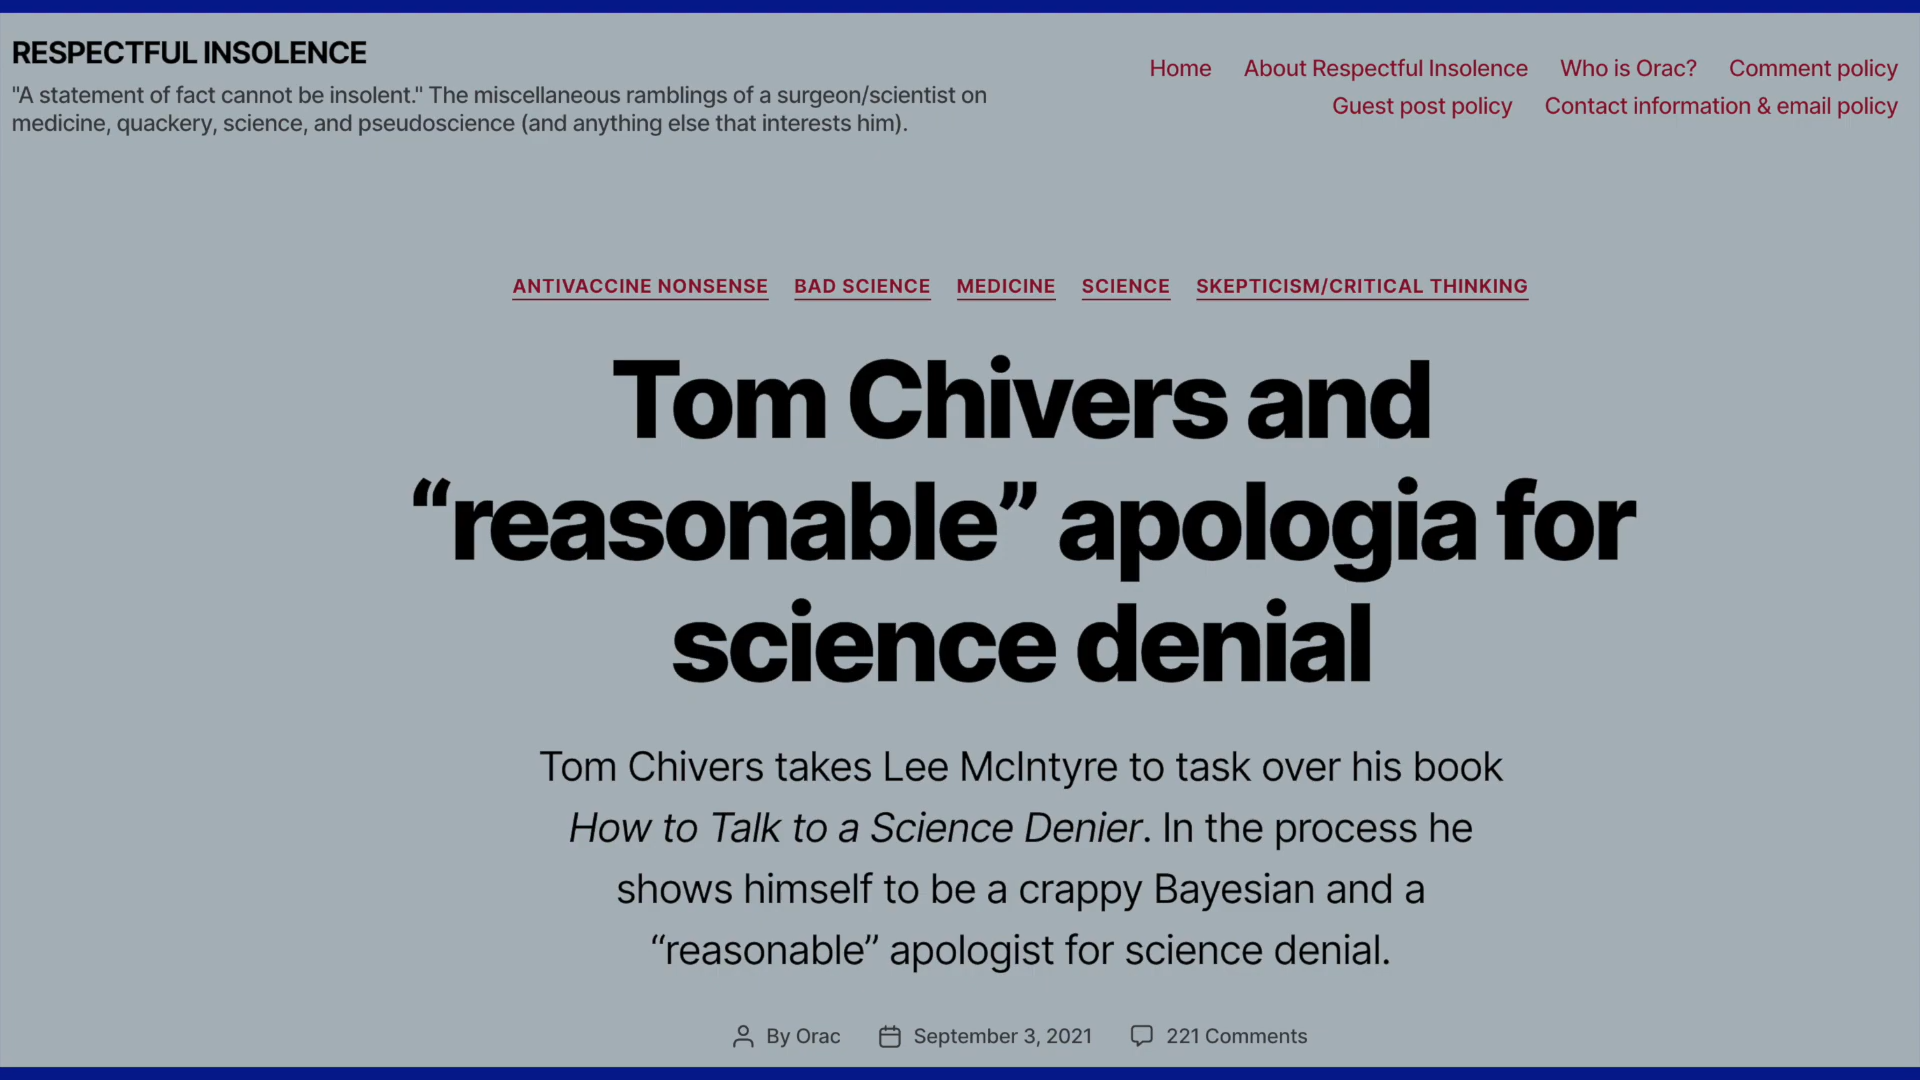 RESPECTFUL INSOLENCE
"A statement of fact cannot be insolent." The miscellaneous ramblings of a surgeon/scientist on
medicine, quackery, science, and pseudoscience (and anything else that interests him).
Home About Respectful Insolence Who is Orac? Comment policy
Guest post policy Contact information & email policy
ANTIVACCINE NONSENSE BAD SCIENCE MEDICINE SCIENCE SKEPTICISM/CRITICAL THINKING
Tom Chivers and
“reasonable” apologia for
science denial
Tom Chivers takes Lee McIntyre to task over his book
How to Talk to a Science Denier. In the process he
shows himself to be a crappy Bayesian and a
“reasonable” apologist for science denial.
By Orac September 3, 2021 221 Comments